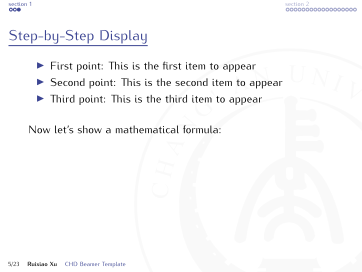 section 1
section 2
Step-by-Step Display
First point: This is the first item to appear
Second point: This is the second item to appear
Third point: This is the third item to appear
Now let's show a mathematical formula:
5/23 Ruixiao Xu CHD Beamer Template